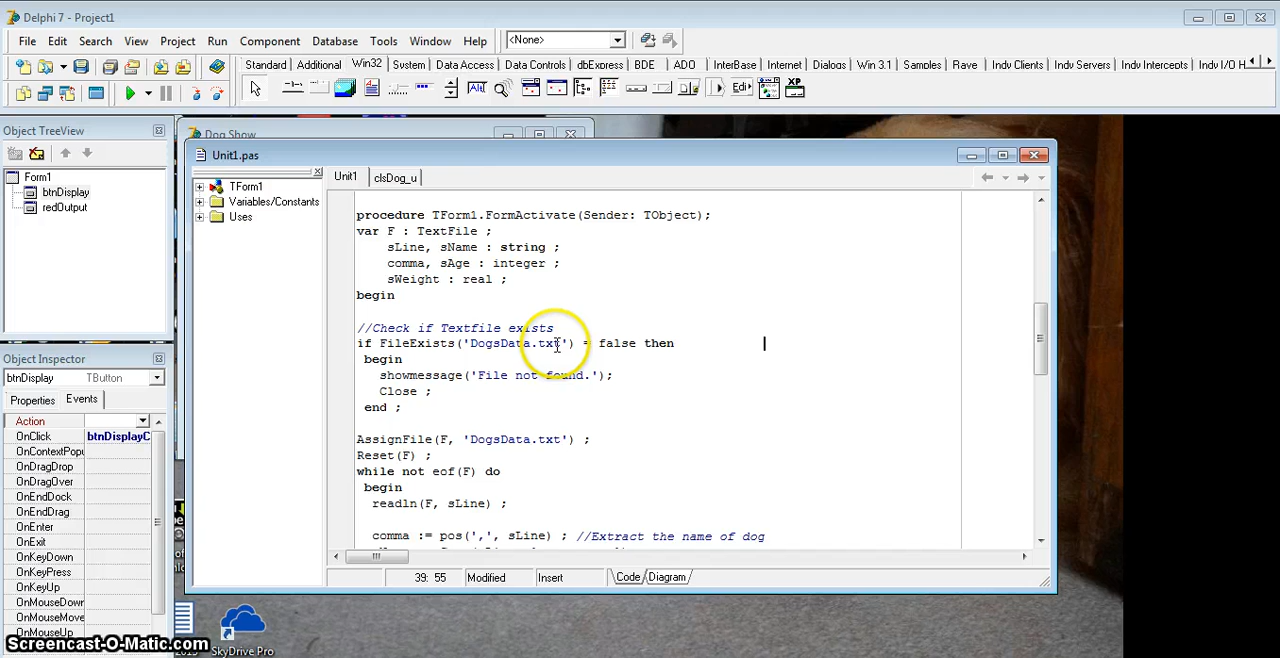 Delphi 7 - Project1
File Edit Search View Project Run Component Database Tools Window Help <None>
Standard Additional Win32 System Data Access Data Controls dbExpress BDE ADO InterBase Internet Dialogs Win 3.1 Samples Rave Indy Clients Indy Servers Indy Intercepts Indy I/O H
Object TreeView
Form1
btnDisplay
redOutput
Dog Show
Unit1.pas
Unit1 clsDog_u
TForm1
Variables/Constants
Uses
procedure TForm1.FormActivate(Sender: TObject);
var F : TextFile ;
sLine, sName : string ;
comma, sAge : integer ;
sWeight : real ;
begin
//Check if Textfile exists
if FileExists('DogsData.txt') = false then
begin
showmessage('File not found.');
Close ;
end ;
AssignFile(F, 'DogsData.txt') ;
Reset(F) ;
while not eof(F) do
begin
readln(F, sLine) ;
comma := pos(',', sLine) ; //Extract the name of dog
39: 55 Modified Insert Code Diagram
Object Inspector
btnDisplay TButton
Properties Events
Action
OnClick btnDisplayC
OnContextPopu
OnDragDrop
OnDragOver
OnEndDock
OnEndDrag
OnEnter
OnExit
OnKeyDown
OnKeyPress
OnKeyUp
OnMouseDown
OnMouseMove
OnMouseUp
SkyDrive Pro
Screencast-O-Matic.com